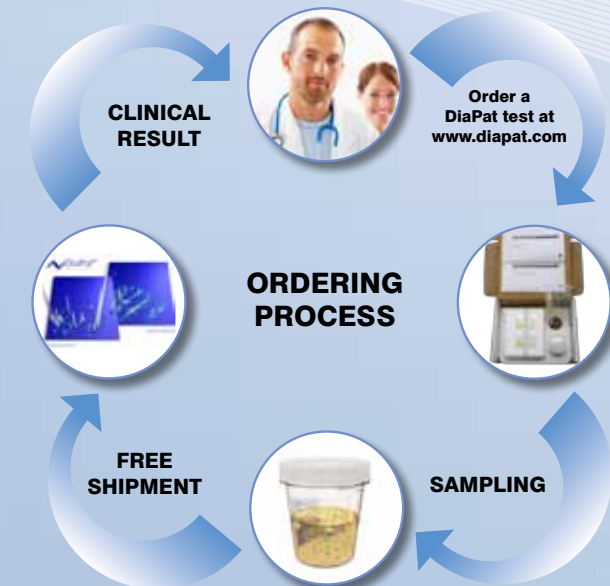 CLINICAL
RESULT
Order a
DiaPat test at
www.diapat.com
ORDERING
PROCESS
FREE
SHIPMENT
SAMPLING